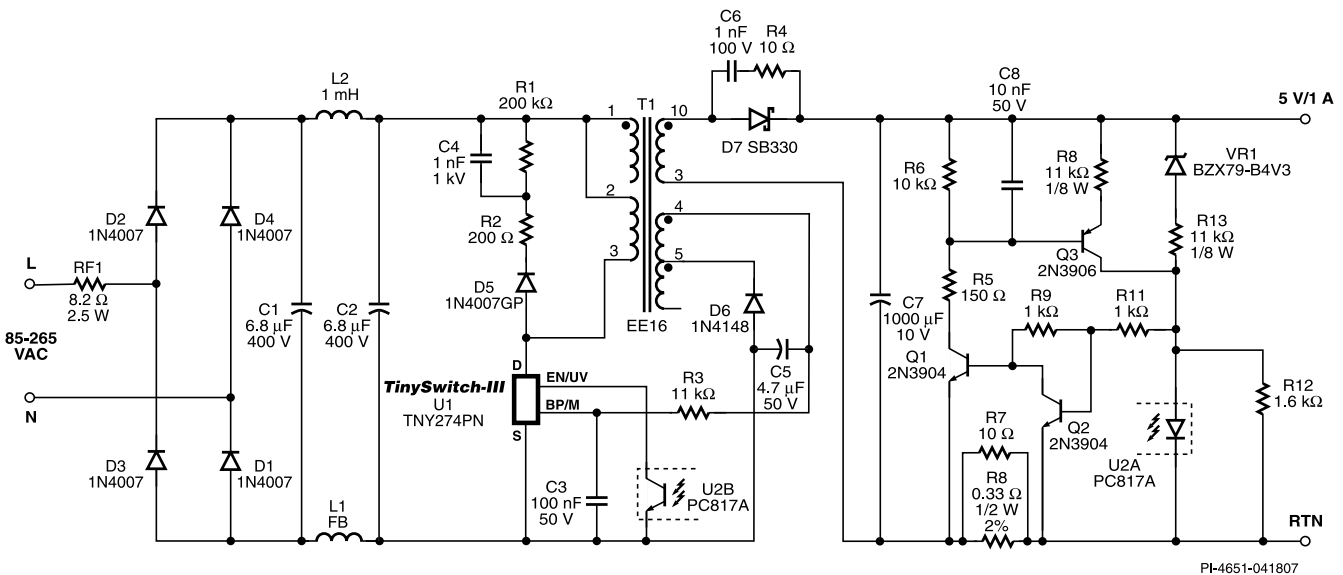 C6
1 nF
100 V
R4
10 Ω
L2
1 mH
R1
200 kΩ
T1
1
10
D7 SB330
C8
10 nF
50 V
5 V/1 A
C4
1 nF
1 kV
R6
10 kΩ
R8
11 kΩ
1/8 W
VR1
BZX79-B4V3
3
2
4
D2
1N4007
D4
1N4007
R2
200 Ω
3
5
R13
11 kΩ
1/8 W
Q3
2N3906
L
RF1
8.2 Ω
2.5 W
85-265
VAC
N
C1
6.8 μF
400 V
C2
6.8 μF
400 V
D5
1N4007GP
EE16
D6
1N4148
C7
1000 μF
10 V
R5
150 Ω
R9
1 kΩ
R11
1 kΩ
D
S
TinySwitch-III
U1
TNY274PN
EN/UV
BP/M
R3
11 kΩ
C5
4.7 μF
50 V
Q1
2N3904
Q2
2N3904
R12
1.6 kΩ
D3
1N4007
D1
1N4007
L1
FB
C3
100 nF
50 V
U2B
PC817A
R7
10 Ω
R8
0.33 Ω
1/2 W
2%
U2A
PC817A
RTN
PI-4651-041807